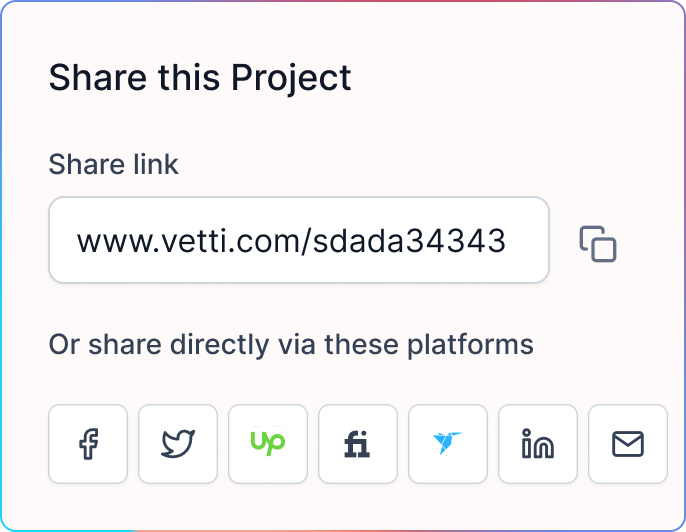 Share this Project
Share link
www.vetti.com/sdada34343
Or share directly via these platforms
f up fi in